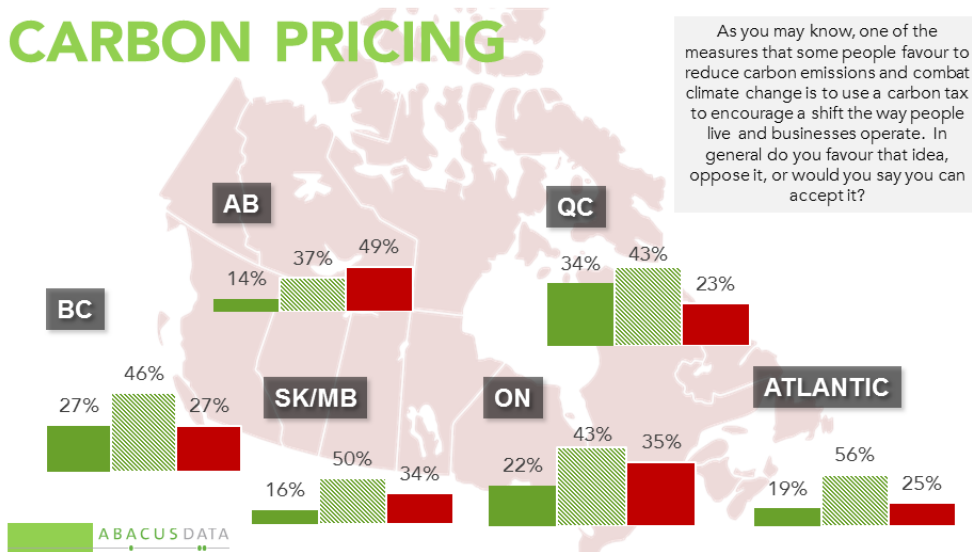 CARBON PRICING
As you may know, one of the
measures that some people favour to
reduce carbon emissions and combat
climate change is to use a carbon tax
to encourage a shift the way people
live and businesses operate. In
general do you favour that idea,
oppose it, or would you say you can
accept it?
AB
14% 37% 49%
QC
34% 43% 23%
BC
27% 46% 27%
SK/MB
16% 50% 34%
ON
22% 43% 35%
ATLANTIC
19% 56% 25%
ABACUS DATA